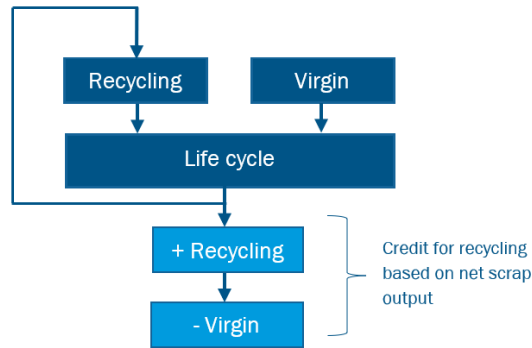 Recycling
Virgin
Life cycle
+ Recycling
- Virgin
Credit for recycling
based on net scrap
output